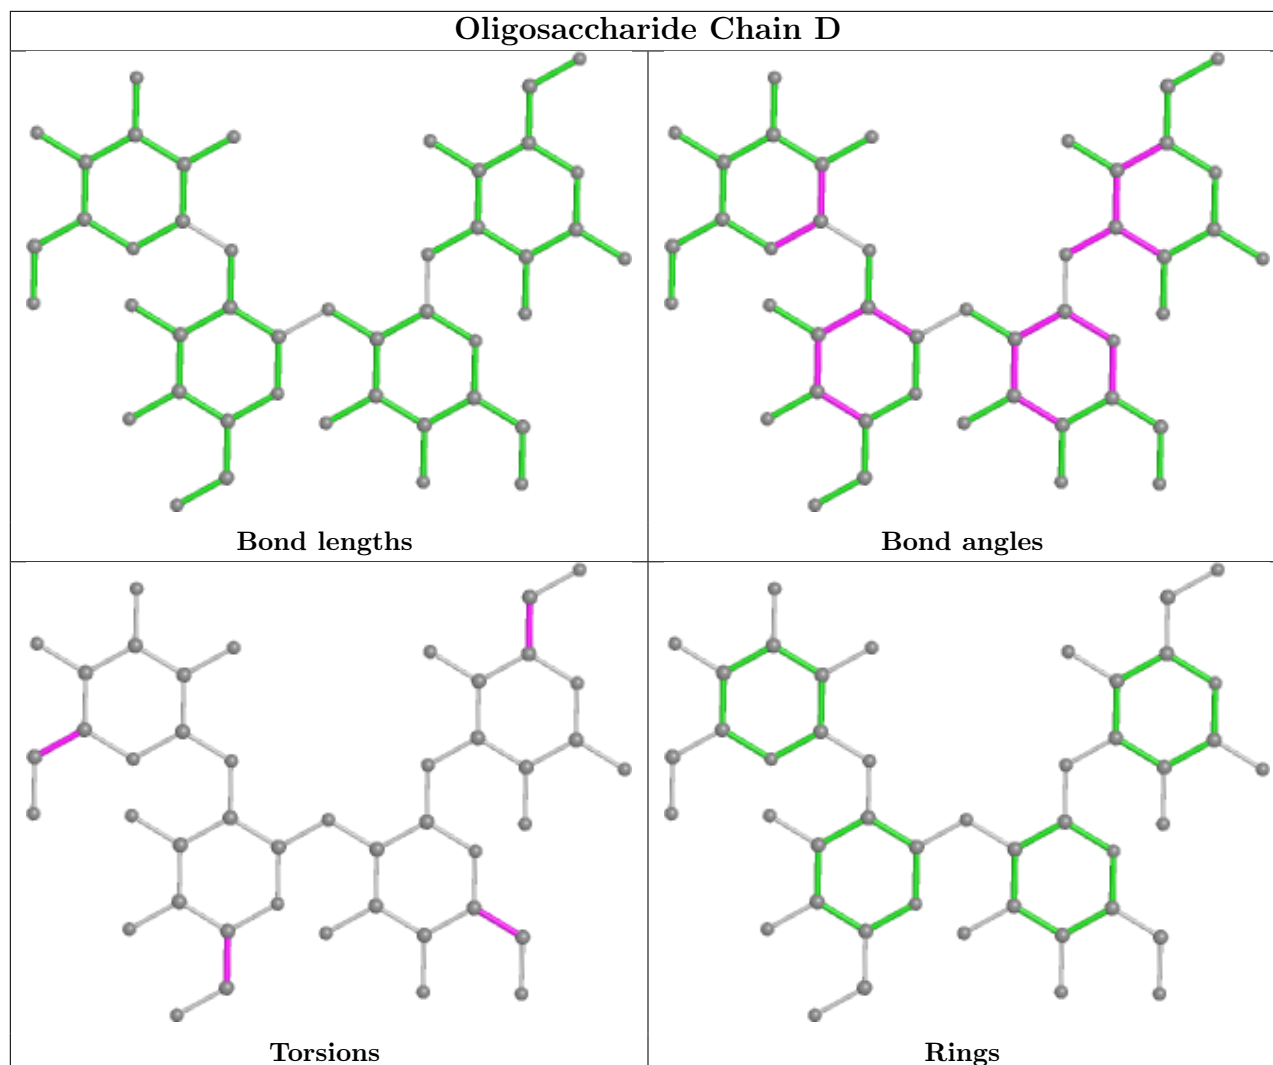 Oligosaccharide Chain D
Bond lengths
Bond angles
Torsions
Rings